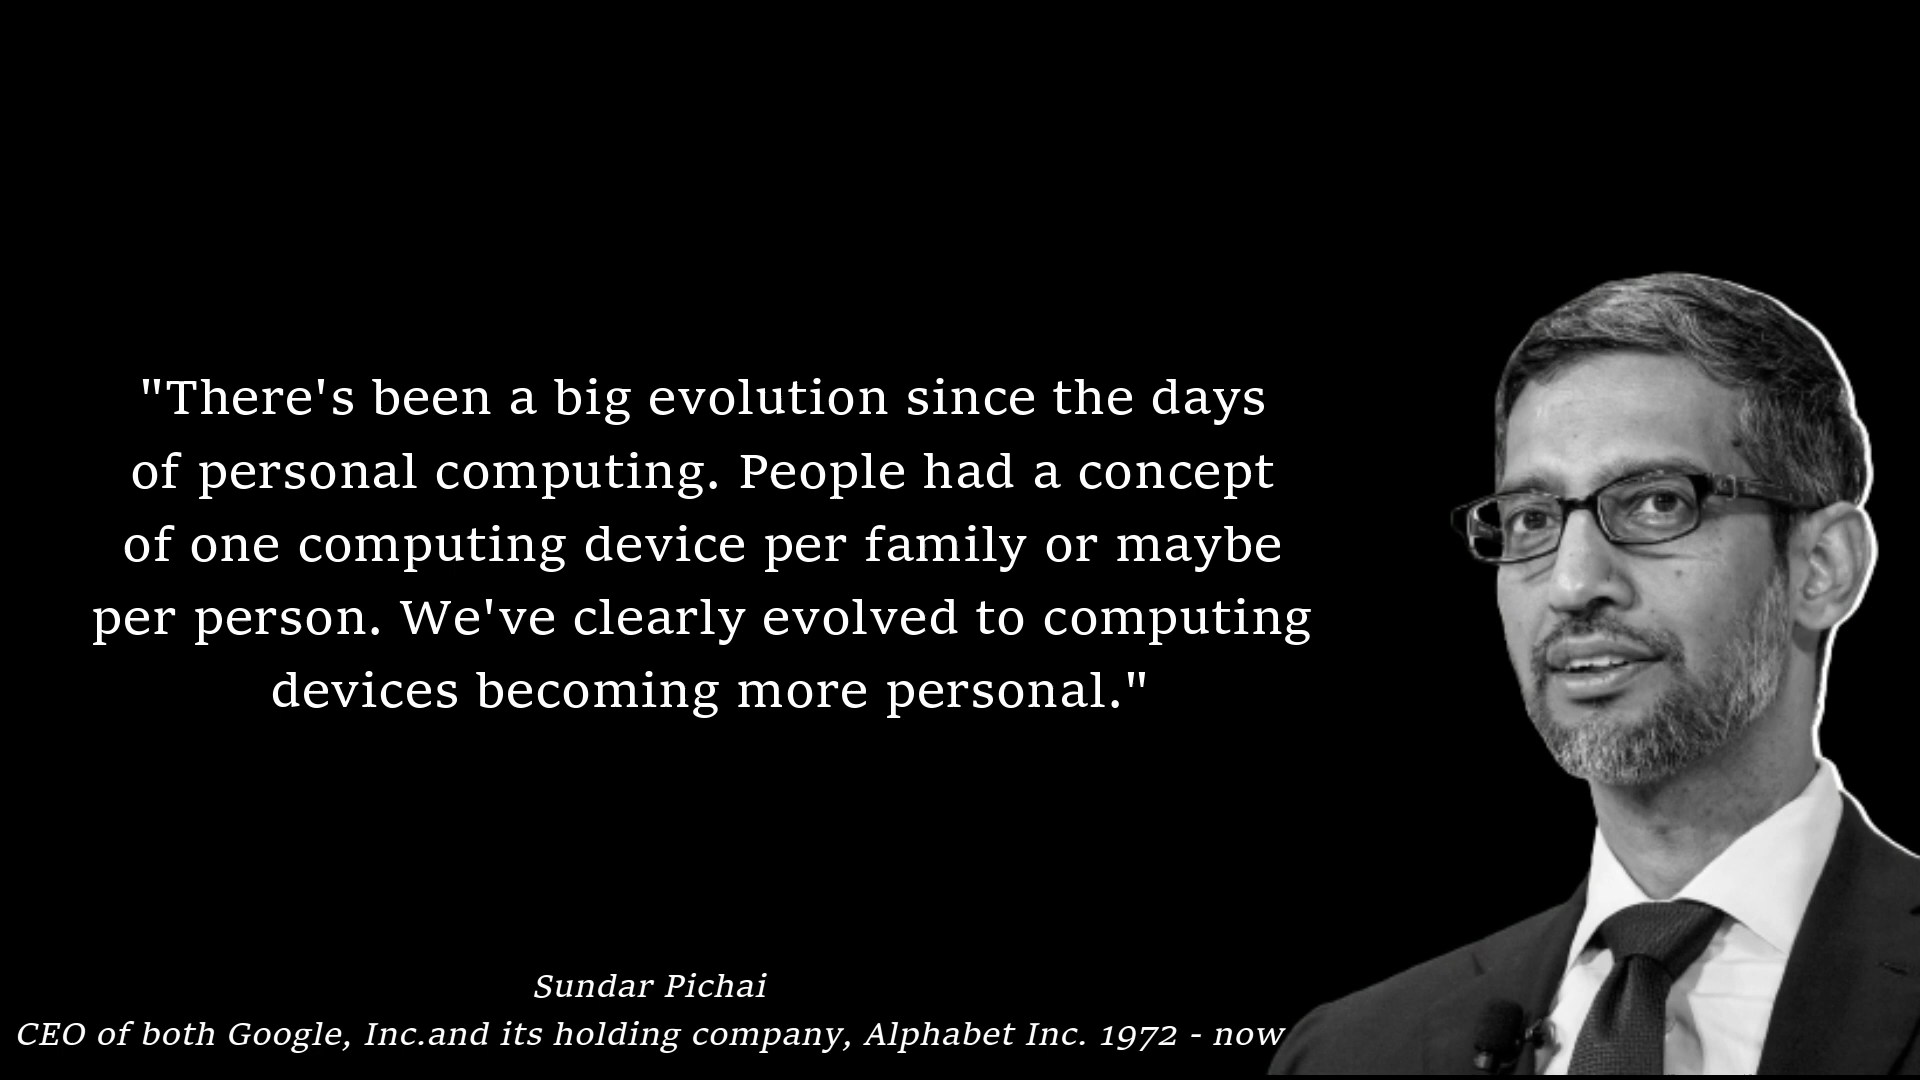 "There's been a big evolution since the days
of personal computing. People had a concept
of one computing device per family or maybe
per person. We've clearly evolved to computing
devices becoming more personal."
Sundar Pichai
CEO of both Google, Inc.and its holding company, Alphabet Inc. 1972 - now